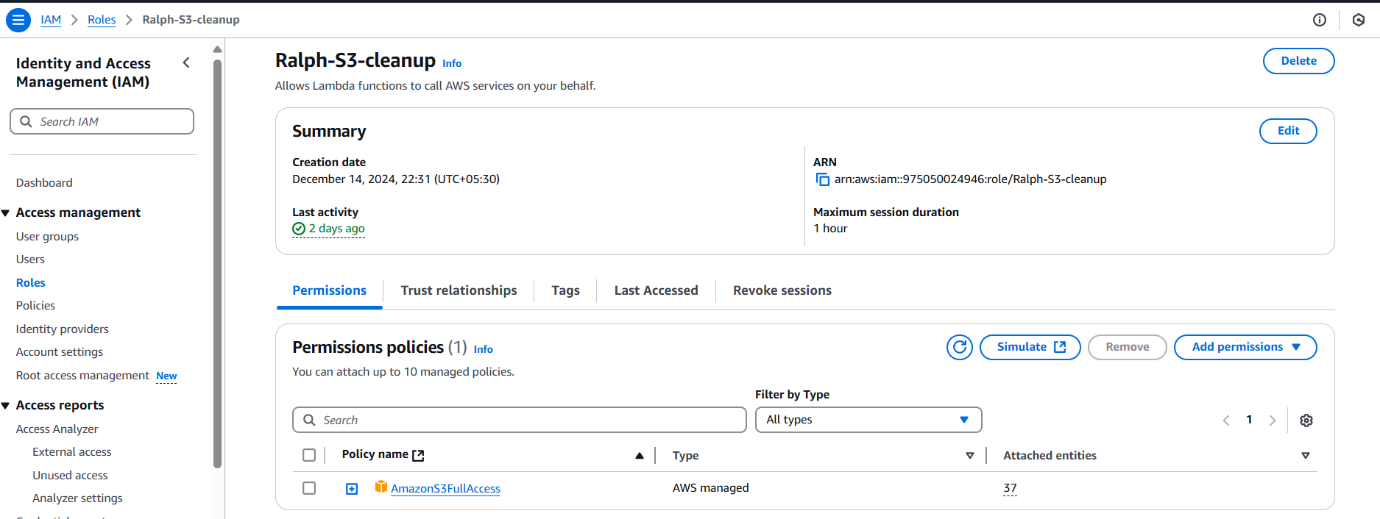 IAM > Roles > Ralph-S3-cleanup
Identity and Access
Management (IAM)
Search IAM
Dashboard
Access management
User groups
Users
Roles
Policies
Identity providers
Account settings
Root access management New
Access reports
Access Analyzer
External access
Unused access
Analyzer settings
Ralph-S3-cleanup Info
Delete
Allows Lambda functions to call AWS services on your behalf.
Summary
Edit
Creation date
December 14, 2024, 22:31 (UTC+05:30)
Last activity
2 days ago
ARN
arn:aws:iam::975050024946:role/Ralph-S3-cleanup
Maximum session duration
1 hour
Permissions
Trust relationships
Tags
Last Accessed
Revoke sessions
Permissions policies (1) Info
Simulate
Remove
Add permissions
You can attach up to 10 managed policies.
Filter by Type
Search
All types
1
Policy name
Type
Attached entities
AmazonS3FullAccess
AWS managed
37